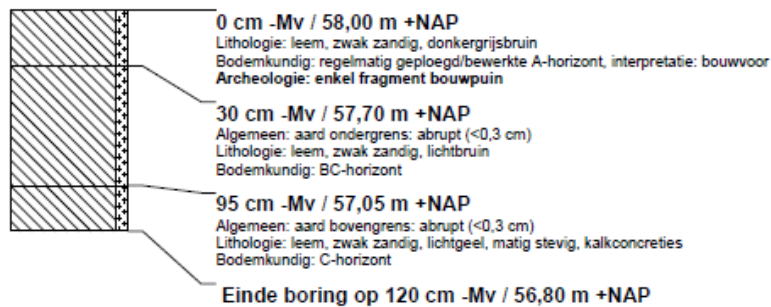 0 cm -Mv / 58,00 m +NAP
Lithologie: leem, zwak zandig, donkergrijsbruin
Bodemkundig: regelmatig geploegd/bewerkte A-horizont, interpretatie: bouwvoor
Archeologie: enkel fragment bouwpuin
30 cm -Mv / 57,70 m +NAP
Algemeen: aard ondergrens: abrupt (<0,3 cm)
Lithologie: leem, zwak zandig, lichtbruin
Bodemkundig: BC-horizont
95 cm -Mv / 57,05 m +NAP
Algemeen: aard bovengrens: abrupt (<0,3 cm)
Lithologie: leem, zwak zandig, lichtgeel, matig stevig, kalkconcreties
Bodemkundig: C-horizont
Einde boring op 120 cm -Mv / 56,80 m +NAP